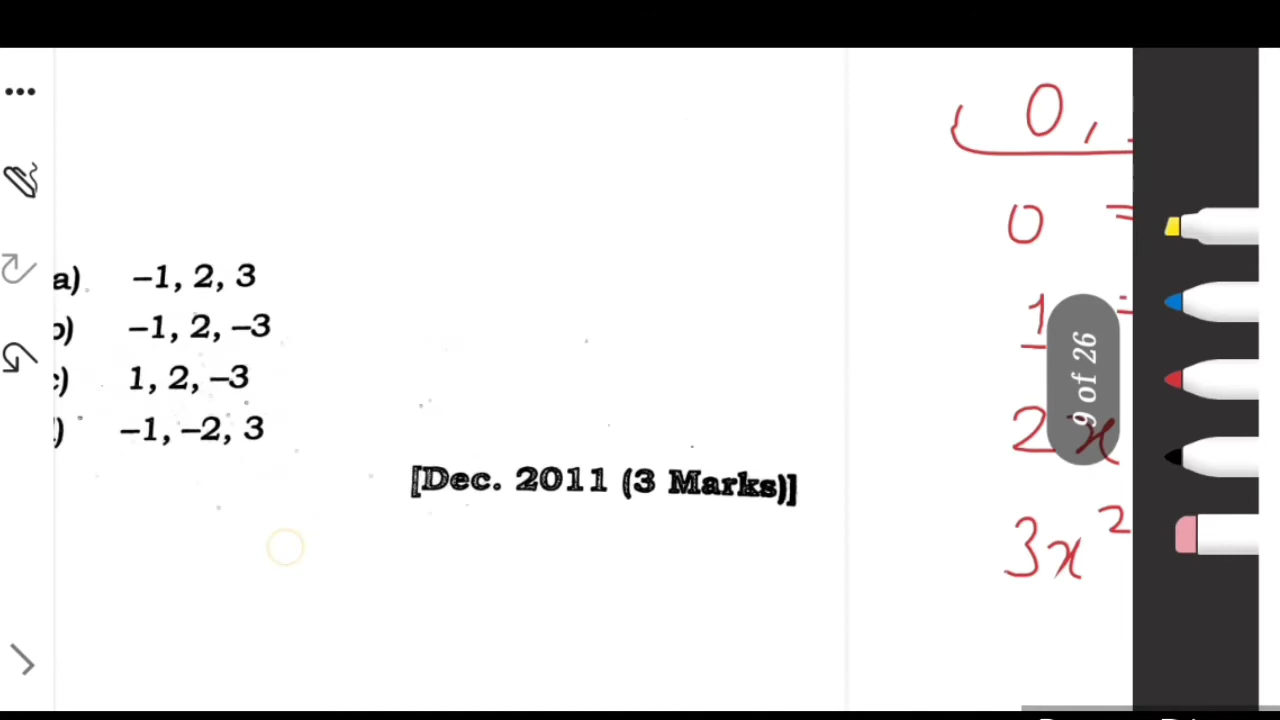 a) –1, 2, 3
b) –1, 2, –3
c) 1, 2, –3
) –1, –2, 3
[Dec. 2011 (3 Marks)]
0,
0 =
1 =
2x
3x²
9 of 26